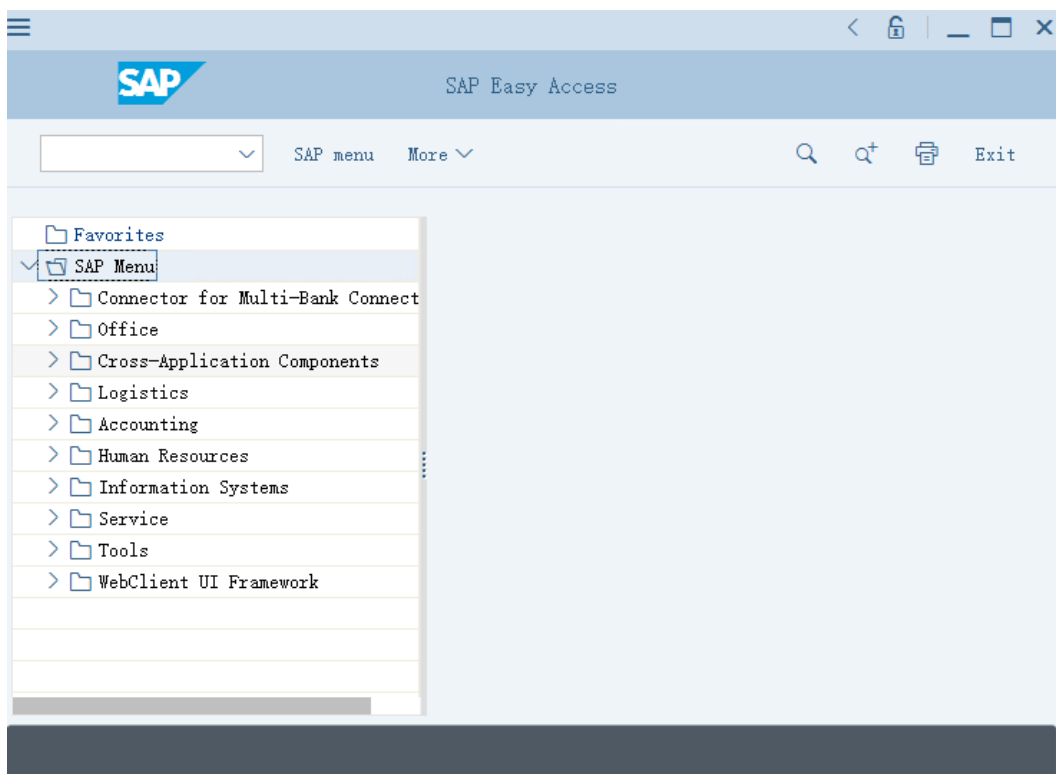 SAP
SAP Easy Access
SAP menu More Exit
Favorites
SAP Menu
Connector for Multi-Bank Connect
Office
Cross-Application Components
Logistics
Accounting
Human Resources
Information Systems
Service
Tools
WebClient UI Framework